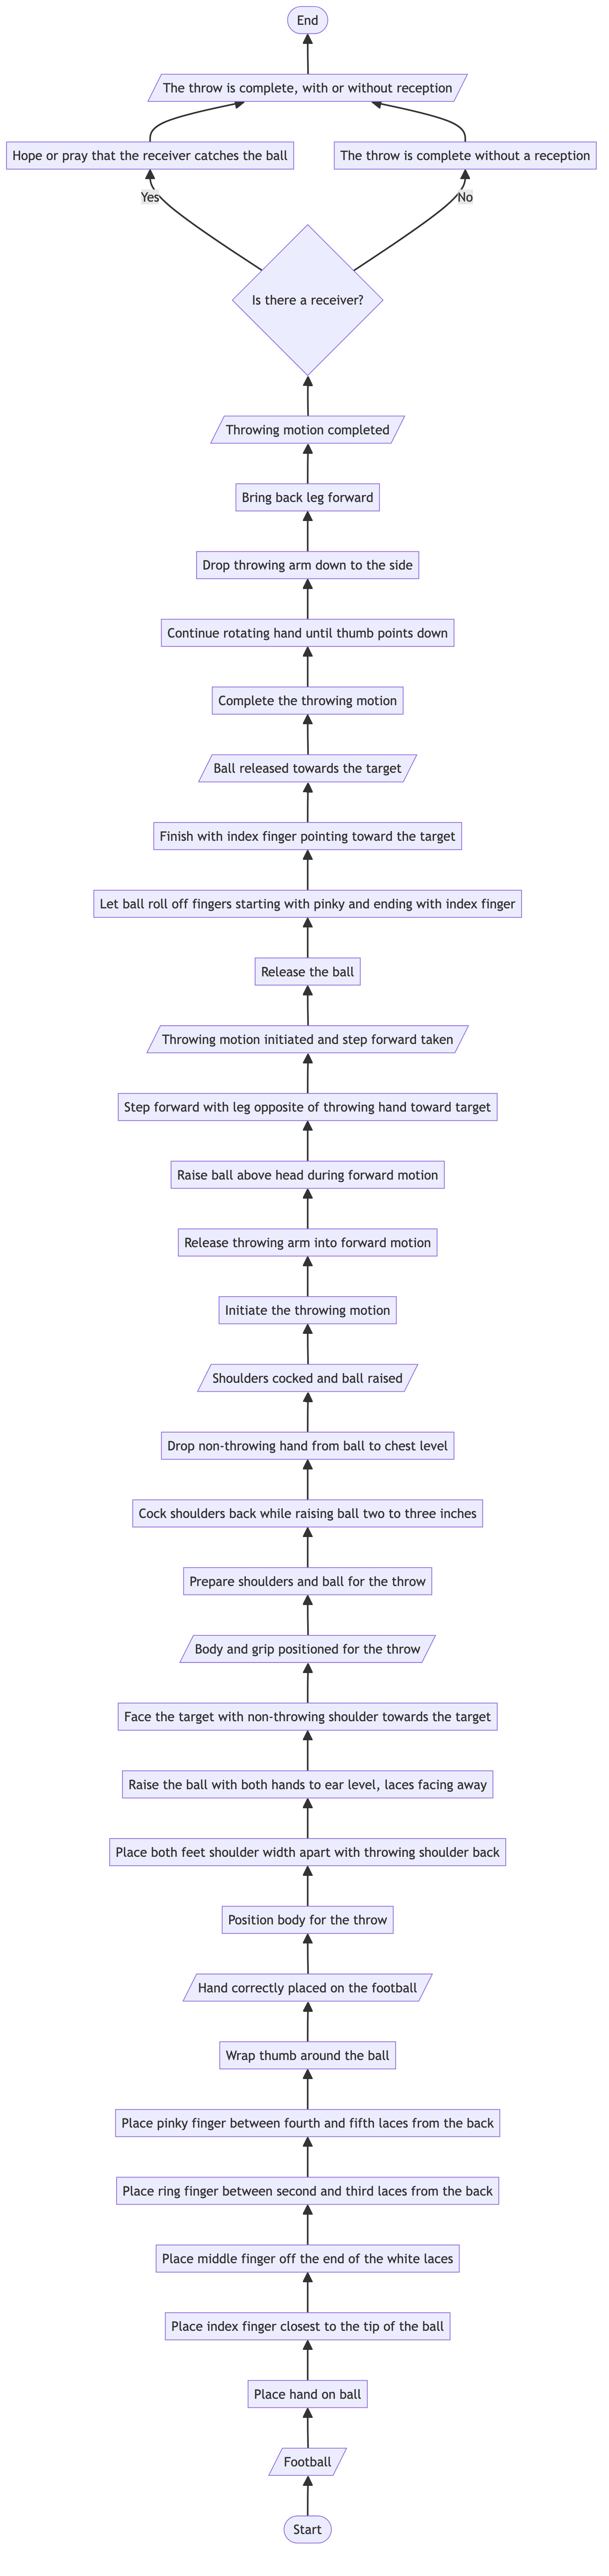 End
The throw is complete, with or without reception
Hope or pray that the receiver catches the ball
The throw is complete without a reception
Yes
No
Is there a receiver?
Throwing motion completed
Bring back leg forward
Drop throwing arm down to the side
Continue rotating hand until thumb points down
Complete the throwing motion
Ball released towards the target
Finish with index finger pointing toward the target
Let ball roll off fingers starting with pinky and ending with index finger
Release the ball
Throwing motion initiated and step forward taken
Step forward with leg opposite of throwing hand toward target
Raise ball above head during forward motion
Release throwing arm into forward motion
Initiate the throwing motion
Shoulders cocked and ball raised
Drop non-throwing hand from ball to chest level
Cock shoulders back while raising ball two to three inches
Prepare shoulders and ball for the throw
Body and grip positioned for the throw
Face the target with non-throwing shoulder towards the target
Raise the ball with both hands to ear level, laces facing away
Place both feet shoulder width apart with throwing shoulder back
Position body for the throw
Hand correctly placed on the football
Wrap thumb around the ball
Place pinky finger between fourth and fifth laces from the back
Place ring finger between second and third laces from the back
Place middle finger off the end of the white laces
Place index finger closest to the tip of the ball
Place hand on ball
Football
Start